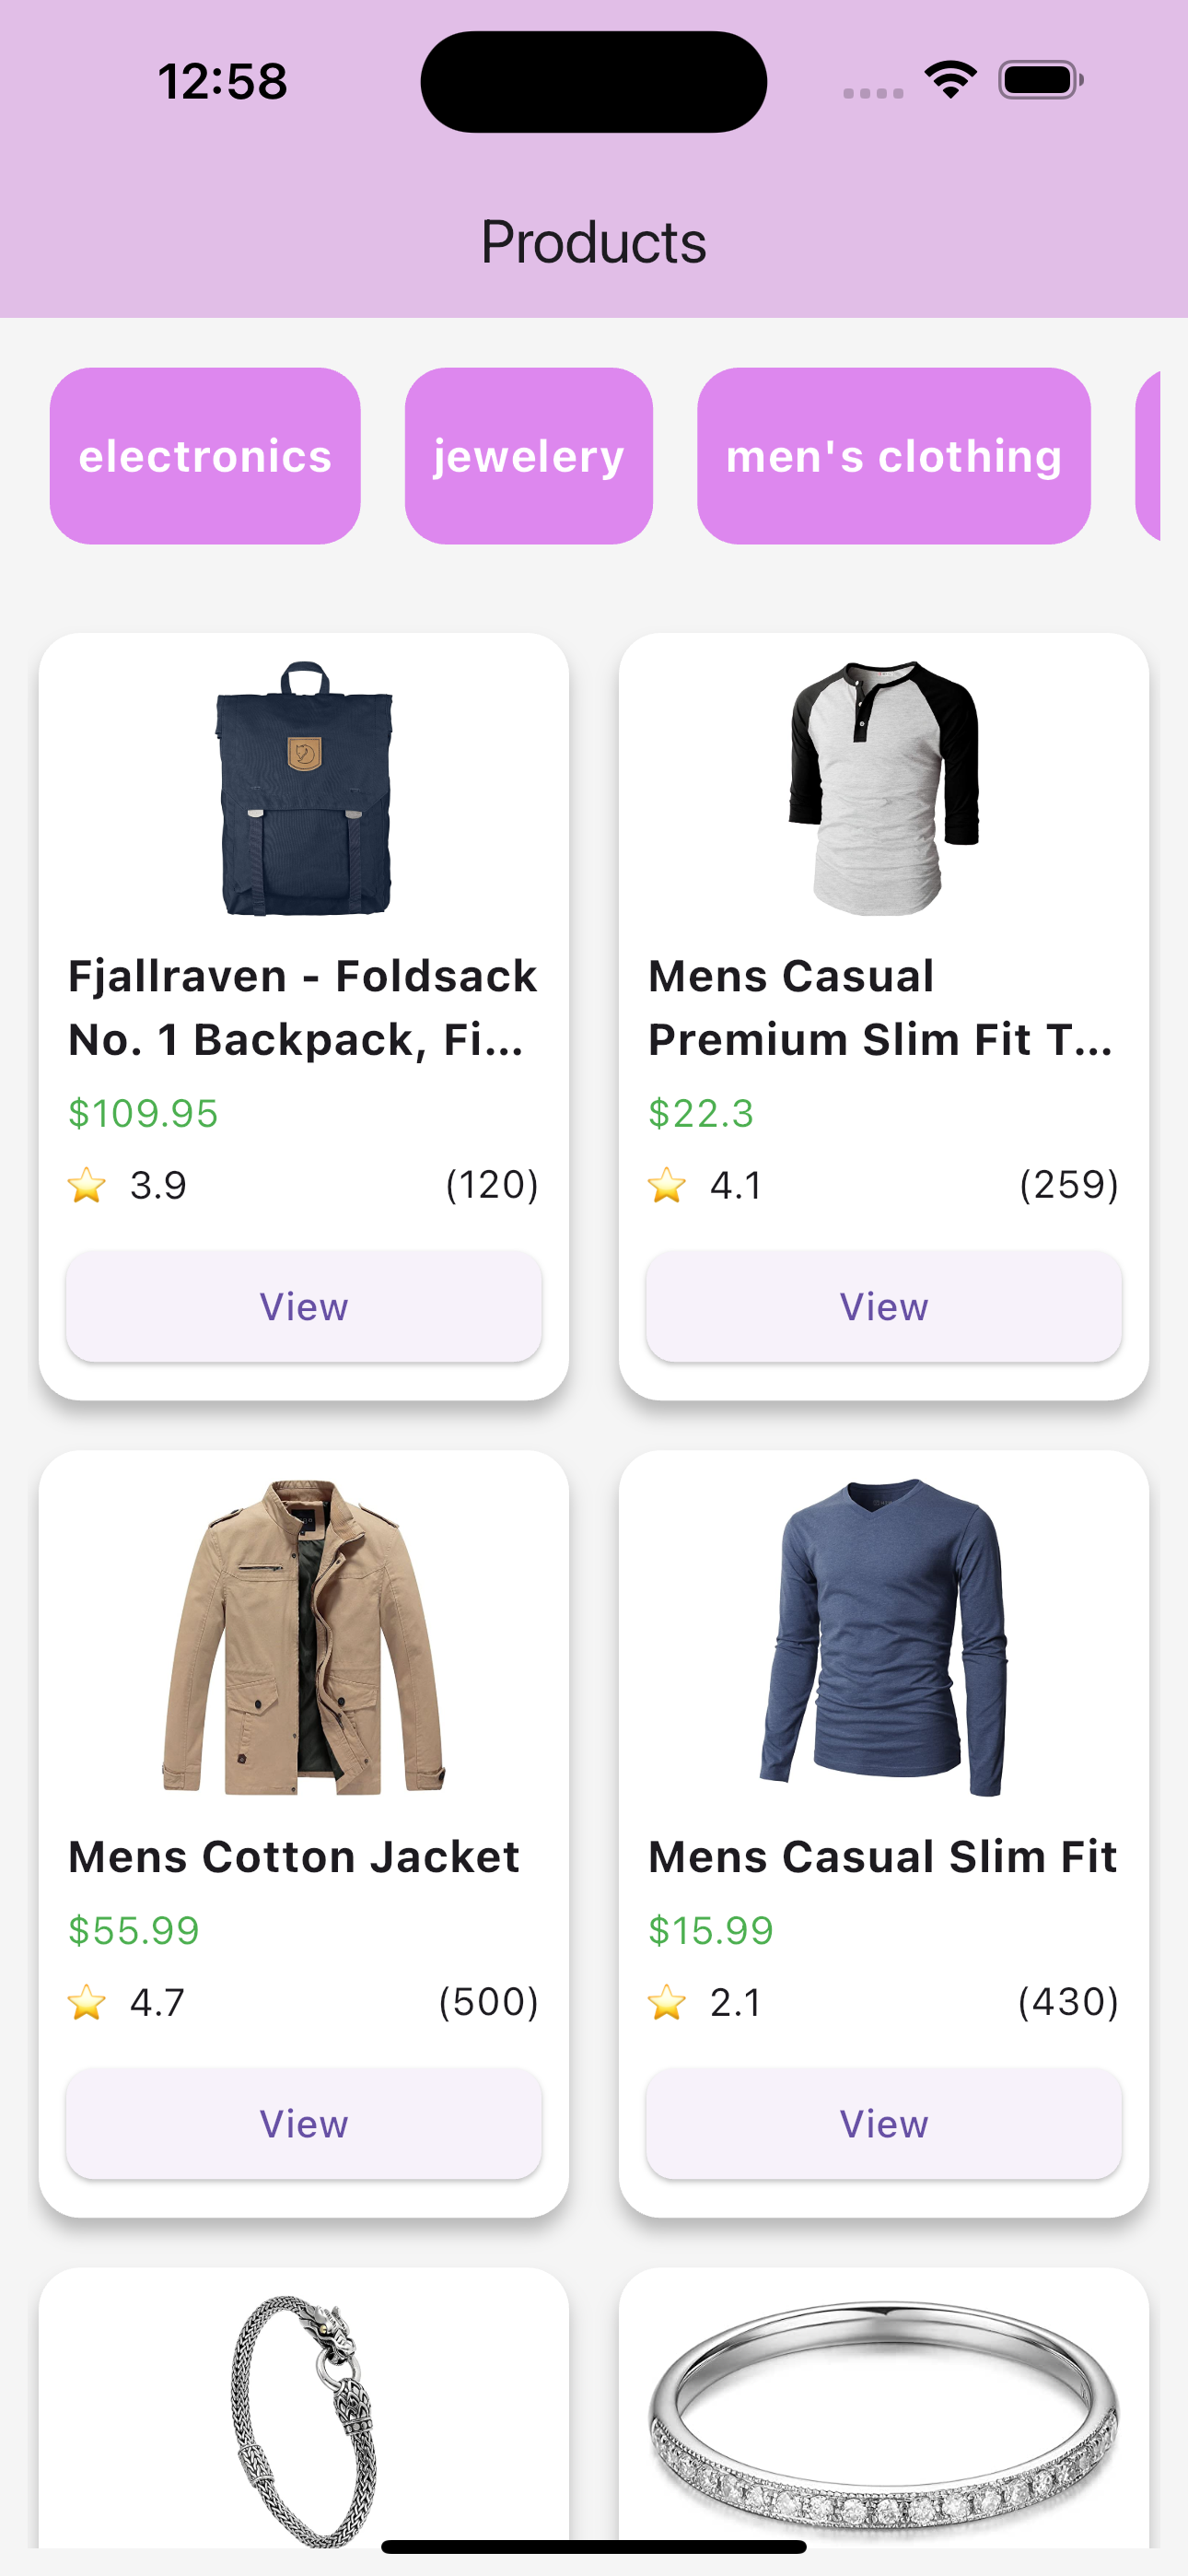 12:58
Products
electronics
jewelery
men's clothing
Fjallraven - Foldsack
No. 1 Backpack, Fi...
$109.95
3.9
(120)
View
Mens Casual
Premium Slim Fit T...
$22.3
4.1
(259)
View
Mens Cotton Jacket
$55.99
4.7
(500)
View
Mens Casual Slim Fit
$15.99
2.1
(430)
View